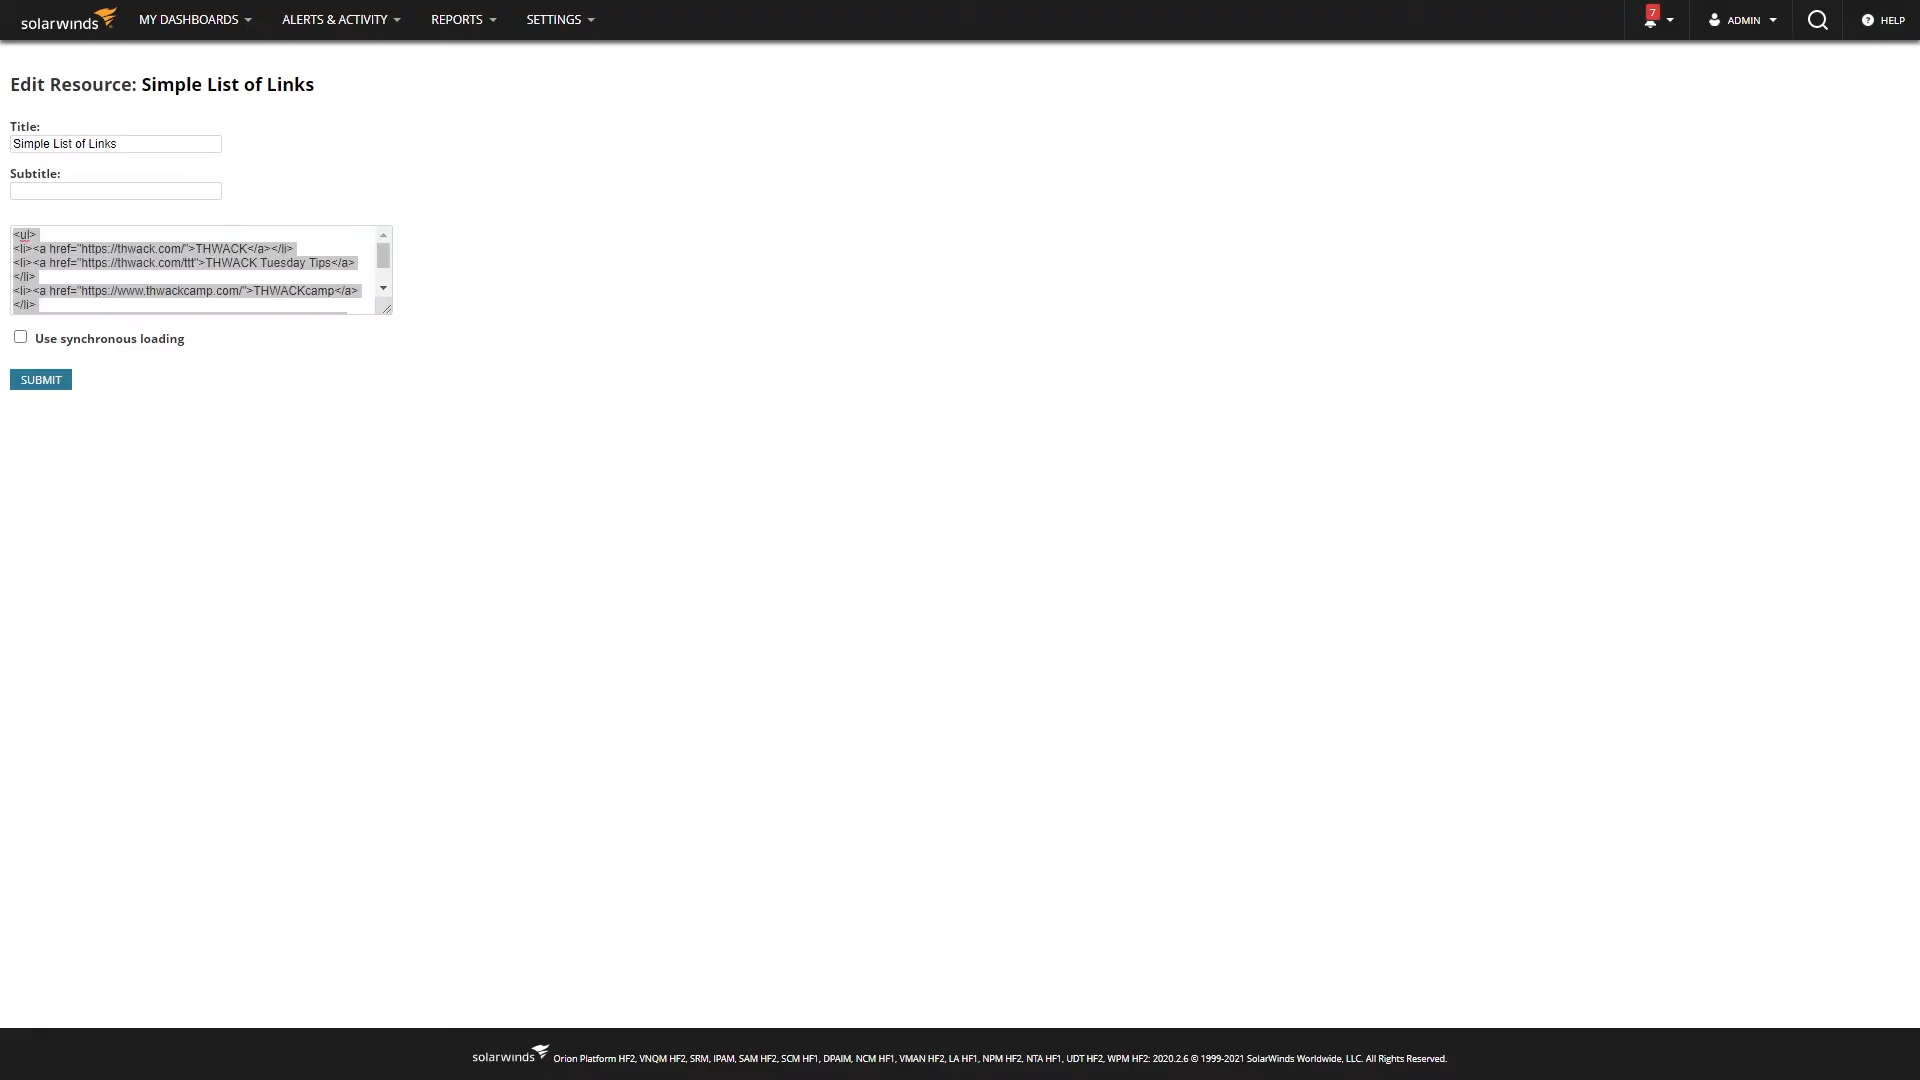 solarwinds MY DASHBOARDS ALERTS & ACTIVITY REPORTS SETTINGS 7 ADMIN ? HELP
Edit Resource: Simple List of Links
Title:
Simple List of Links
Subtitle:
<ul>
<li><a href="https://thwack.com/">THWACK</a></li>
<li><a href="https://thwack.com/ttt">THWACK Tuesday Tips</a>
</li>
<li><a href="https://www.thwackcamp.com/">THWACKcamp</a>
</li>
Use synchronous loading
SUBMIT
solarwinds Orion Platform HF2, VNQM HF2, SRM, IPAM, SAM HF2, SCM HF1, DPAIM, NCM HF1, VMAN HF2, LA HF1, NPM HF2, NTA HF1, UDT HF2, WPM HF2: 2020.2.6 © 1999-2021 SolarWinds Worldwide, LLC. All Rights Reserved.